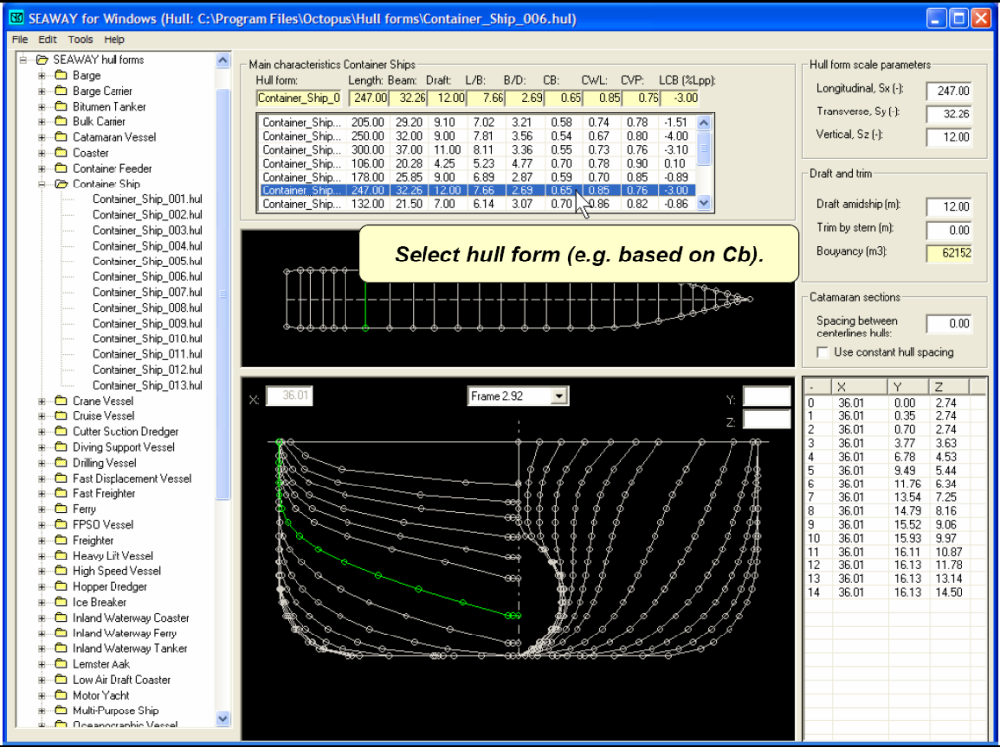 SEAWAY for Windows (Hull: C:\Program Files\Octopus\Hull forms\Container_Ship_006.hul)
File Edit Tools Help
SEAWAY hull forms
Barge
Barge Carrier
Bitumen Tanker
Bulk Carrier
Catamaran Vessel
Coaster
Container Feeder
Container Ship
Container_Ship_001.hul
Container_Ship_002.hul
Container_Ship_003.hul
Container_Ship_004.hul
Container_Ship_005.hul
Container_Ship_006.hul
Container_Ship_007.hul
Container_Ship_008.hul
Container_Ship_009.hul
Container_Ship_010.hul
Container_Ship_011.hul
Container_Ship_012.hul
Container_Ship_013.hul
Crane Vessel
Cruise Vessel
Cutter Suction Dredger
Diving Support Vessel
Drilling Vessel
Fast Displacement Vessel
Fast Freighter
Ferry
FPSO Vessel
Freighter
Heavy Lift Vessel
High Speed Vessel
Hopper Dredger
Ice Breaker
Inland Waterway Coaster
Inland Waterway Ferry
Inland Waterway Tanker
Lemster Aak
Low Air Draft Coaster
Motor Yacht
Multi-Purpose Ship
Oceanographic Vessel
Main characteristics Container Ships
Hull form: Length: Beam: Draft: L/B: B/D: CB: CWL: CVP: LCB (%Lpp):
Container_Ship_0 247.00 32.26 12.00 7.66 2.69 0.65 0.85 0.76 -3.00
Container_Ship... 205.00 29.20 9.10 7.02 3.21 0.58 0.74 0.78 -1.51
Container_Ship... 250.00 32.00 9.00 7.81 3.56 0.54 0.67 0.80 -4.00
Container_Ship... 300.00 37.00 11.00 8.11 3.36 0.55 0.73 0.76 -3.10
Container_Ship... 106.00 20.28 4.25 5.23 4.77 0.70 0.78 0.90 0.10
Container_Ship... 178.00 25.85 9.00 6.89 2.87 0.59 0.70 0.85 -0.89
Container_Ship... 247.00 32.26 12.00 7.66 2.69 0.65 0.85 0.76 -3.00
Container_Ship... 132.00 21.50 7.00 6.14 3.07 0.70 0.86 0.82 -0.86
Select hull form (e.g. based on Cb).
X: 36.01 Frame 2.92 Y:
Z:
Hull form scale parameters
Longitudinal, Sx (-): 247.00
Transverse, Sy (-): 32.26
Vertical, Sz (-): 12.00
Draft and trim
Draft amidship (m): 12.00
Trim by stern (m): 0.00
Bouyancy (m3): 62152
Catamaran sections
Spacing between
centerlines hulls: 0.00
Use constant hull spacing
- X Y Z
0 36.01 0.00 2.74
1 36.01 0.35 2.74
2 36.01 0.70 2.74
3 36.01 3.77 3.63
4 36.01 6.78 4.53
5 36.01 9.49 5.44
6 36.01 11.76 6.34
7 36.01 13.54 7.25
8 36.01 14.79 8.16
9 36.01 15.52 9.06
10 36.01 15.93 9.97
11 36.01 16.11 10.87
12 36.01 16.13 11.78
13 36.01 16.13 13.14
14 36.01 16.13 14.50